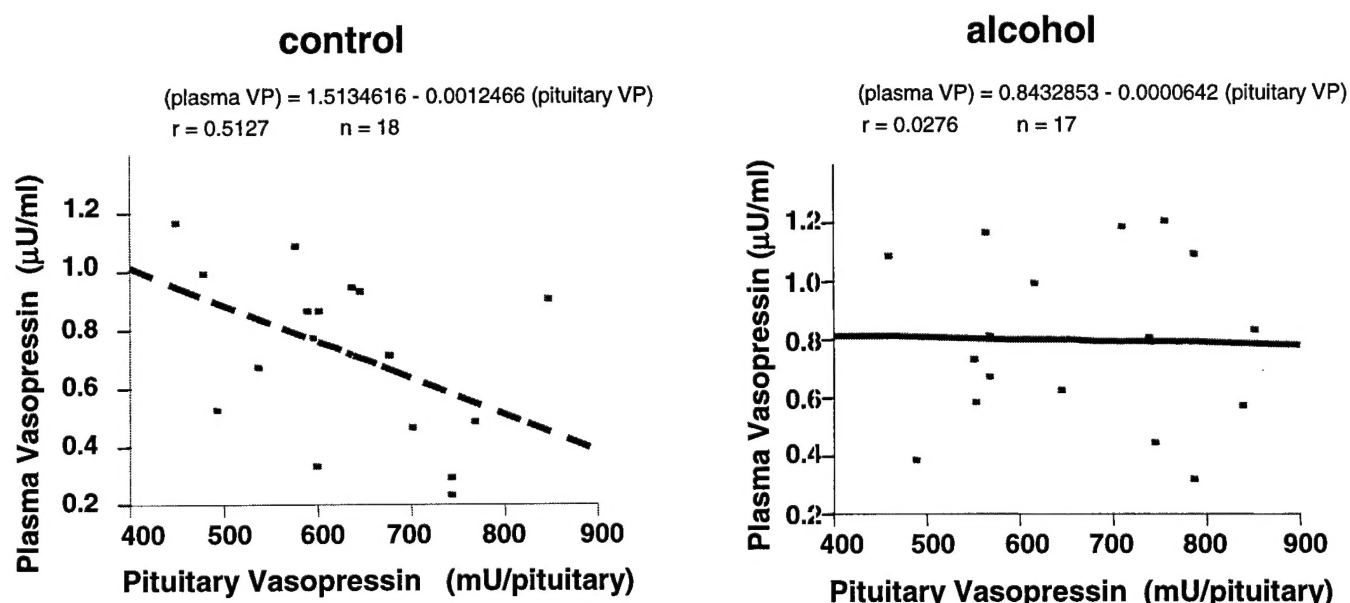 control
(plasma VP) = 1.5134616 - 0.0012466 (pituitary VP)
r = 0.5127 n = 18
Plasma Vasopressin (μU/ml)
1.2
1.0
0.8
0.6
0.4
0.2
400 500 600 700 800 900
Pituitary Vasopressin (mU/pituitary)
alcohol
(plasma VP) = 0.8432853 - 0.0000642 (pituitary VP)
r = 0.0276 n = 17
Plasma Vasopressin (μU/ml)
1.2
1.0
0.8
0.6
0.4
0.2
400 500 600 700 800 900
Pituitary Vasopressin (mU/pituitary)